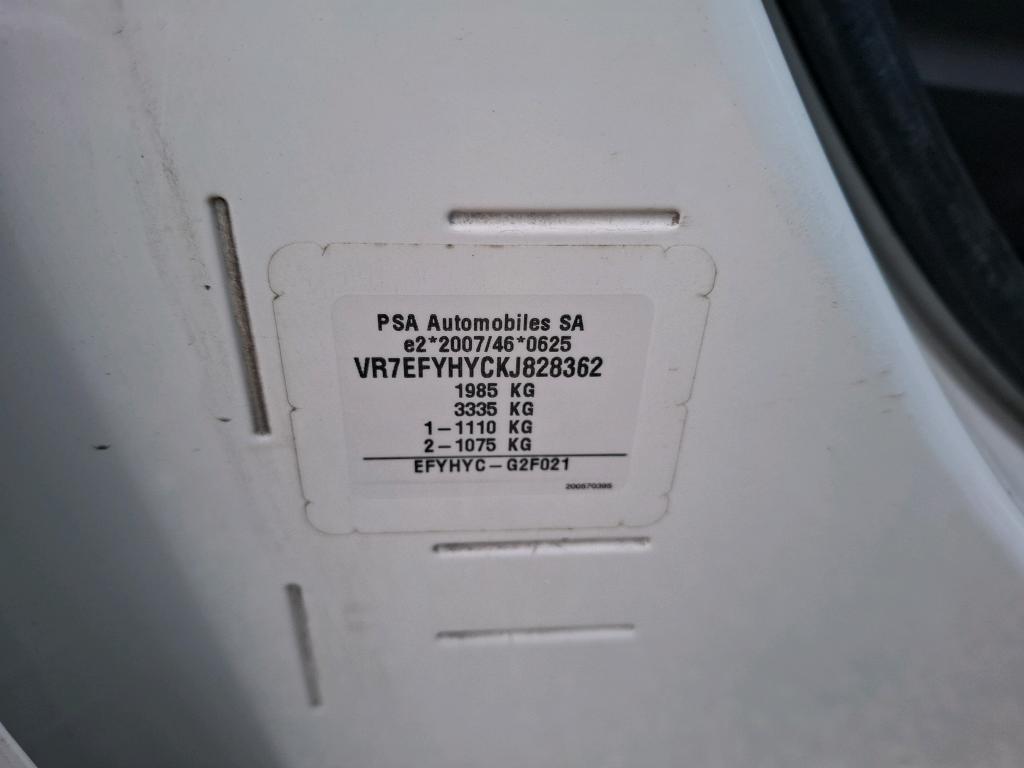 PSA Automobiles SA
e2*2007/46*0625
VR7EFYHYCKJ828362
1985 KG
3335 KG
1-1110 KG
2-1075 KG
EFYHYC-G2F021
200570395